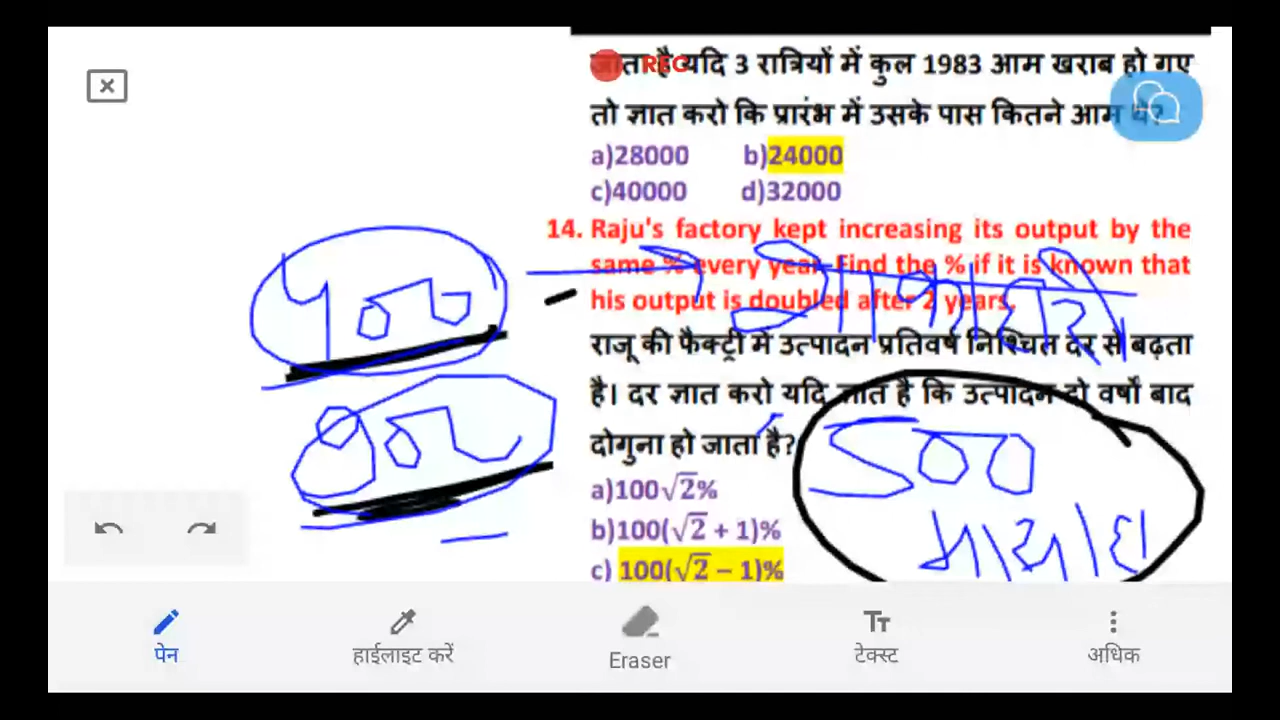 जाता है यदि 3 रात्रियों में कुल 1983 आम खराब हो गए
REC
तो ज्ञात करो कि प्रारंभ में उसके पास कितने आम थे?
a)28000 b)24000
c)40000 d)32000
14. Raju's factory kept increasing its output by the
same % every year. Find the % if it is known that
his output is doubled after 2 years.
राजू की फैक्ट्री में उत्पादन प्रतिवर्ष निश्चित दर से बढ़ता
है। दर ज्ञात करो यदि ज्ञात है कि उत्पादन दो वर्षो बाद
दोगुना हो जाता है?
500
a)100√2%
b)100(√2 + 1)%
c) 100(√2 − 1)%
पेन
हाईलाइट करें
Eraser
टेक्स्ट
अधिक